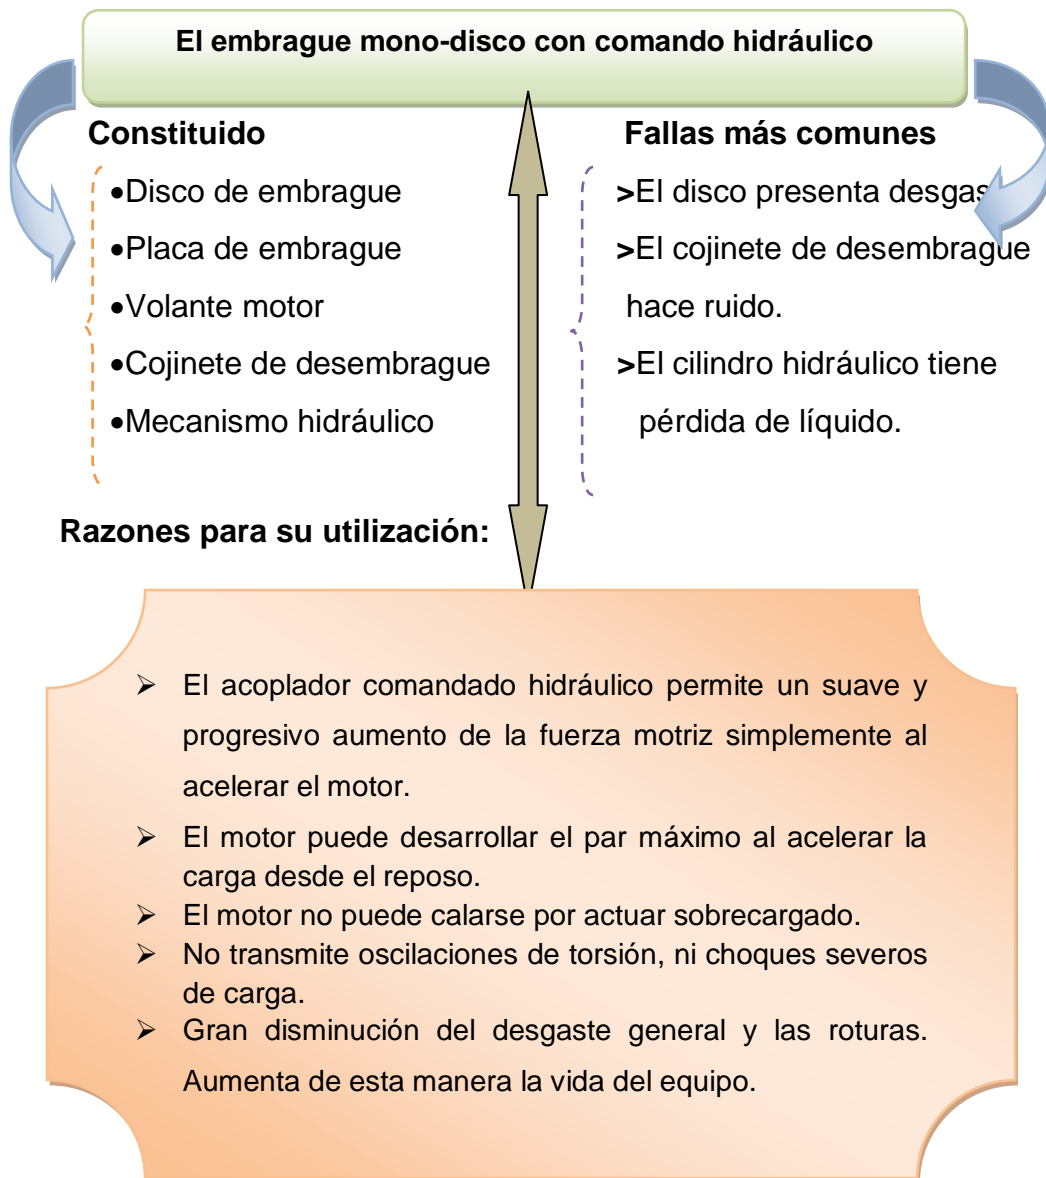 El embrague mono-disco con comando hidráulico
Constituido
•Disco de embrague
•Placa de embrague
•Volante motor
•Cojinete de desembrague
•Mecanismo hidráulico
Fallas más comunes
>El disco presenta
>El cojinete de desembrague
hace ruido.
>El cilindro hidráulico tiene
pérdida de líquido.
Razones para su utilización:
➢ El acoplador comandado hidráulico permite un suave y
progresivo aumento de la fuerza motriz simplemente al
acelerar el motor.
➢ El motor puede desarrollar el par máximo al acelerar la
carga desde el reposo.
➢ El motor no puede calarse por actuar sobrecargado.
➢ No transmite oscilaciones de torsión, ni choques severos
de carga.
➢ Gran disminución del desgaste general y las roturas.
Aumenta de esta manera la vida del equipo.